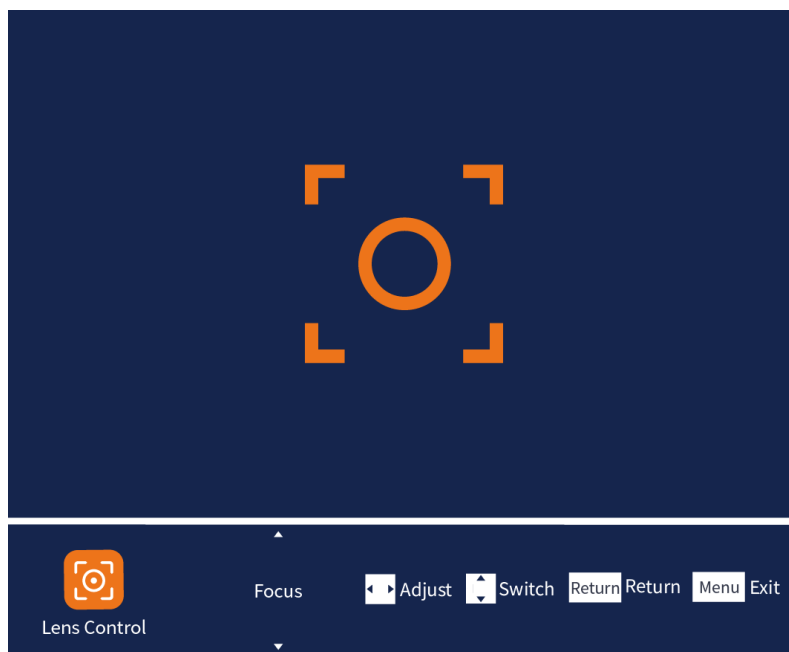 Focus
Adjust
Switch
Return Return
Menu Exit
Lens Control